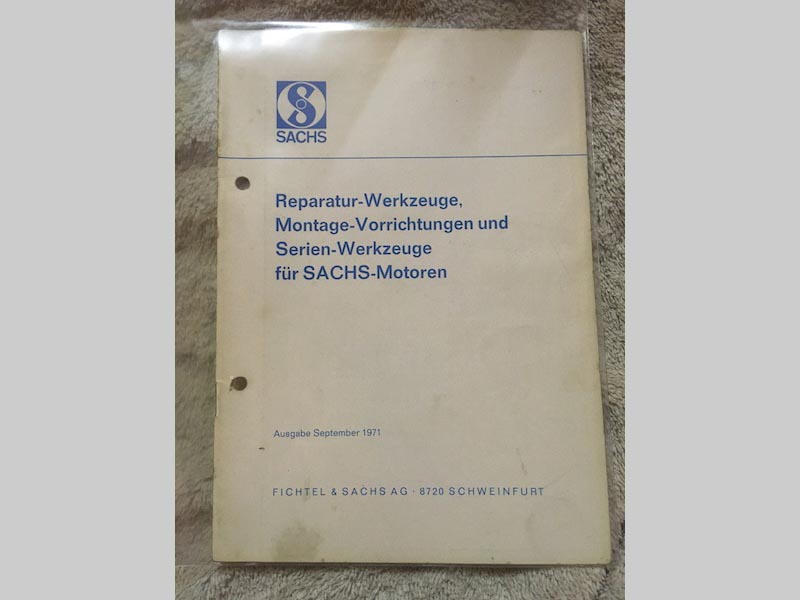 SACHS
Reparatur-Werkzeuge,
Montage-Vorrichtungen und
Serien-Werkzeuge
für SACHS-Motoren
Ausgabe September 1971
FICHTEL & SACHS AG · 8720 SCHWEINFURT